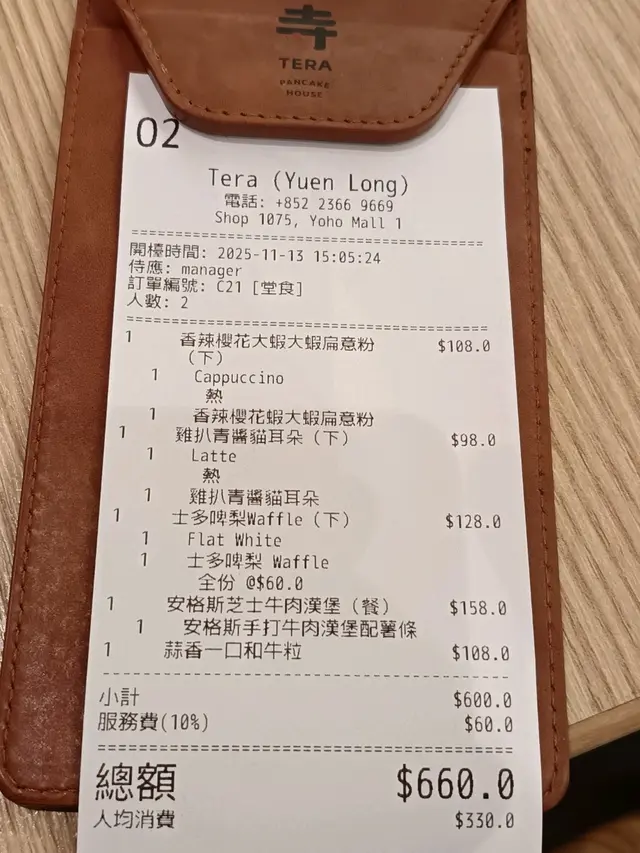 寺
TERA
PANCAKE
HOUSE
02
Tera (Yuen Long)
電話: +852 2366 9669
Shop 1075, Yoho Mall 1
開檯時間: 2025-11-13 15:05:24
侍應: manager
訂單編號: C21 [堂食]
人數: 2
1 香辣櫻花大蝦大蝦扁意粉 $108.0
（下）
1 Cappuccino
熱
1 香辣櫻花蝦大蝦扁意粉
1 雞扒青醬貓耳朵（下） $98.0
1 Latte
熱
1 雞扒青醬貓耳朵
1 士多啤梨Waffle（下） $128.0
1 Flat White
1 士多啤梨 Waffle
全份 @$60.0
1 安格斯芝士牛肉漢堡（餐） $158.0
1 安格斯手打牛肉漢堡配薯條
1 蒜香一口和牛粒 $108.0
小計 $600.0
服務費(10%) $60.0
總額 $660.0
人均消費 $330.0